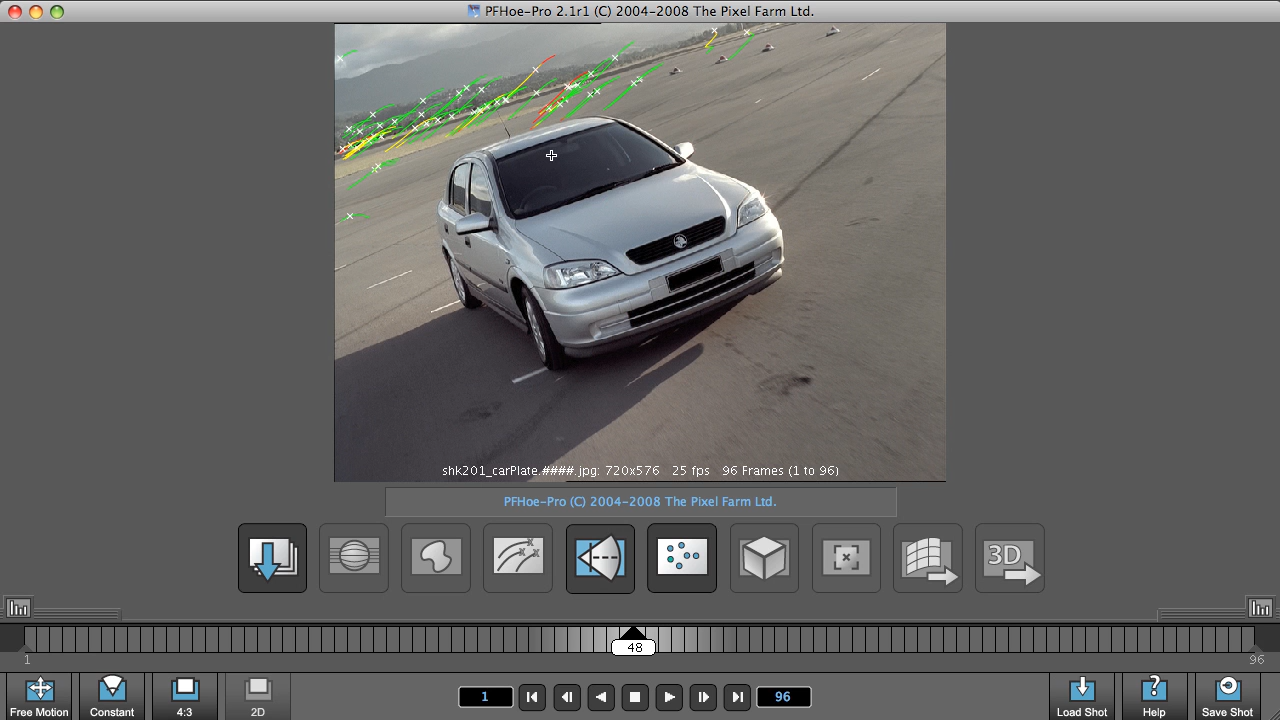 PFHoe-Pro 2.1r1 (C) 2004-2008 The Pixel Farm Ltd.
shk201_carPlate.####.jpg: 720x576 25 fps 96 Frames (1 to 96)
PFHoe-Pro (C) 2004-2008 The Pixel Farm Ltd.
3D
48
1
96
1
96
Free Motion
Constant
4:3
2D
Load Shot
Help
Save Shot